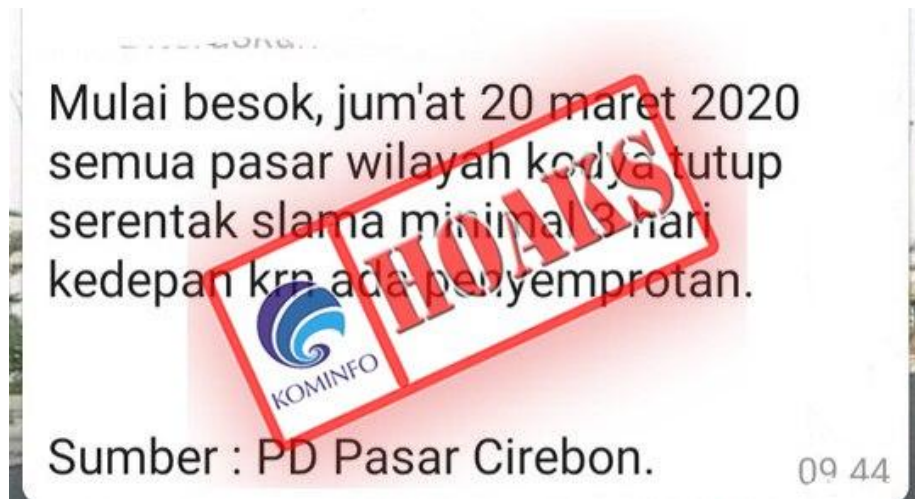 Mulai besok, jum'at 20 maret 2020
semua pasar wilayah kodya tutup
serentak slama minimal 3 hari
kedepan krn ada penyemprotan.
HOAKS
KOMINFO
Sumber : PD Pasar Cirebon.
09 44